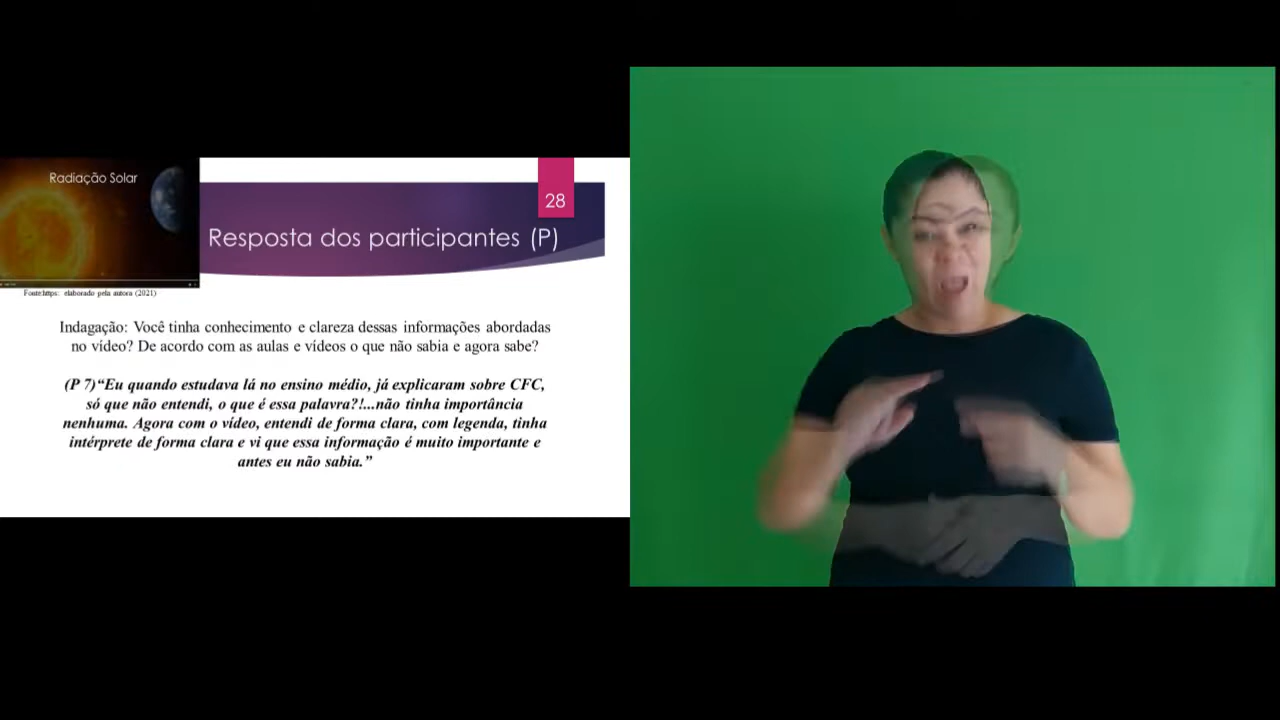 Radiação Solar
28
Resposta dos participantes (P)
Fonte:https: elaborado pela autora (2021)
Indagação: Você tinha conhecimento e clareza dessas informações abordadas
no vídeo? De acordo com as aulas e vídeos o que não sabia e agora sabe?
(P 7)“Eu quando estudava lá no ensino médio, já explicaram sobre CFC,
só que não entendi, o que é essa palavra?!...não tinha importância
nenhuma. Agora com o vídeo, entendi de forma clara, com legenda, tinha
intérprete de forma clara e vi que essa informação é muito importante e
antes eu não sabia.”